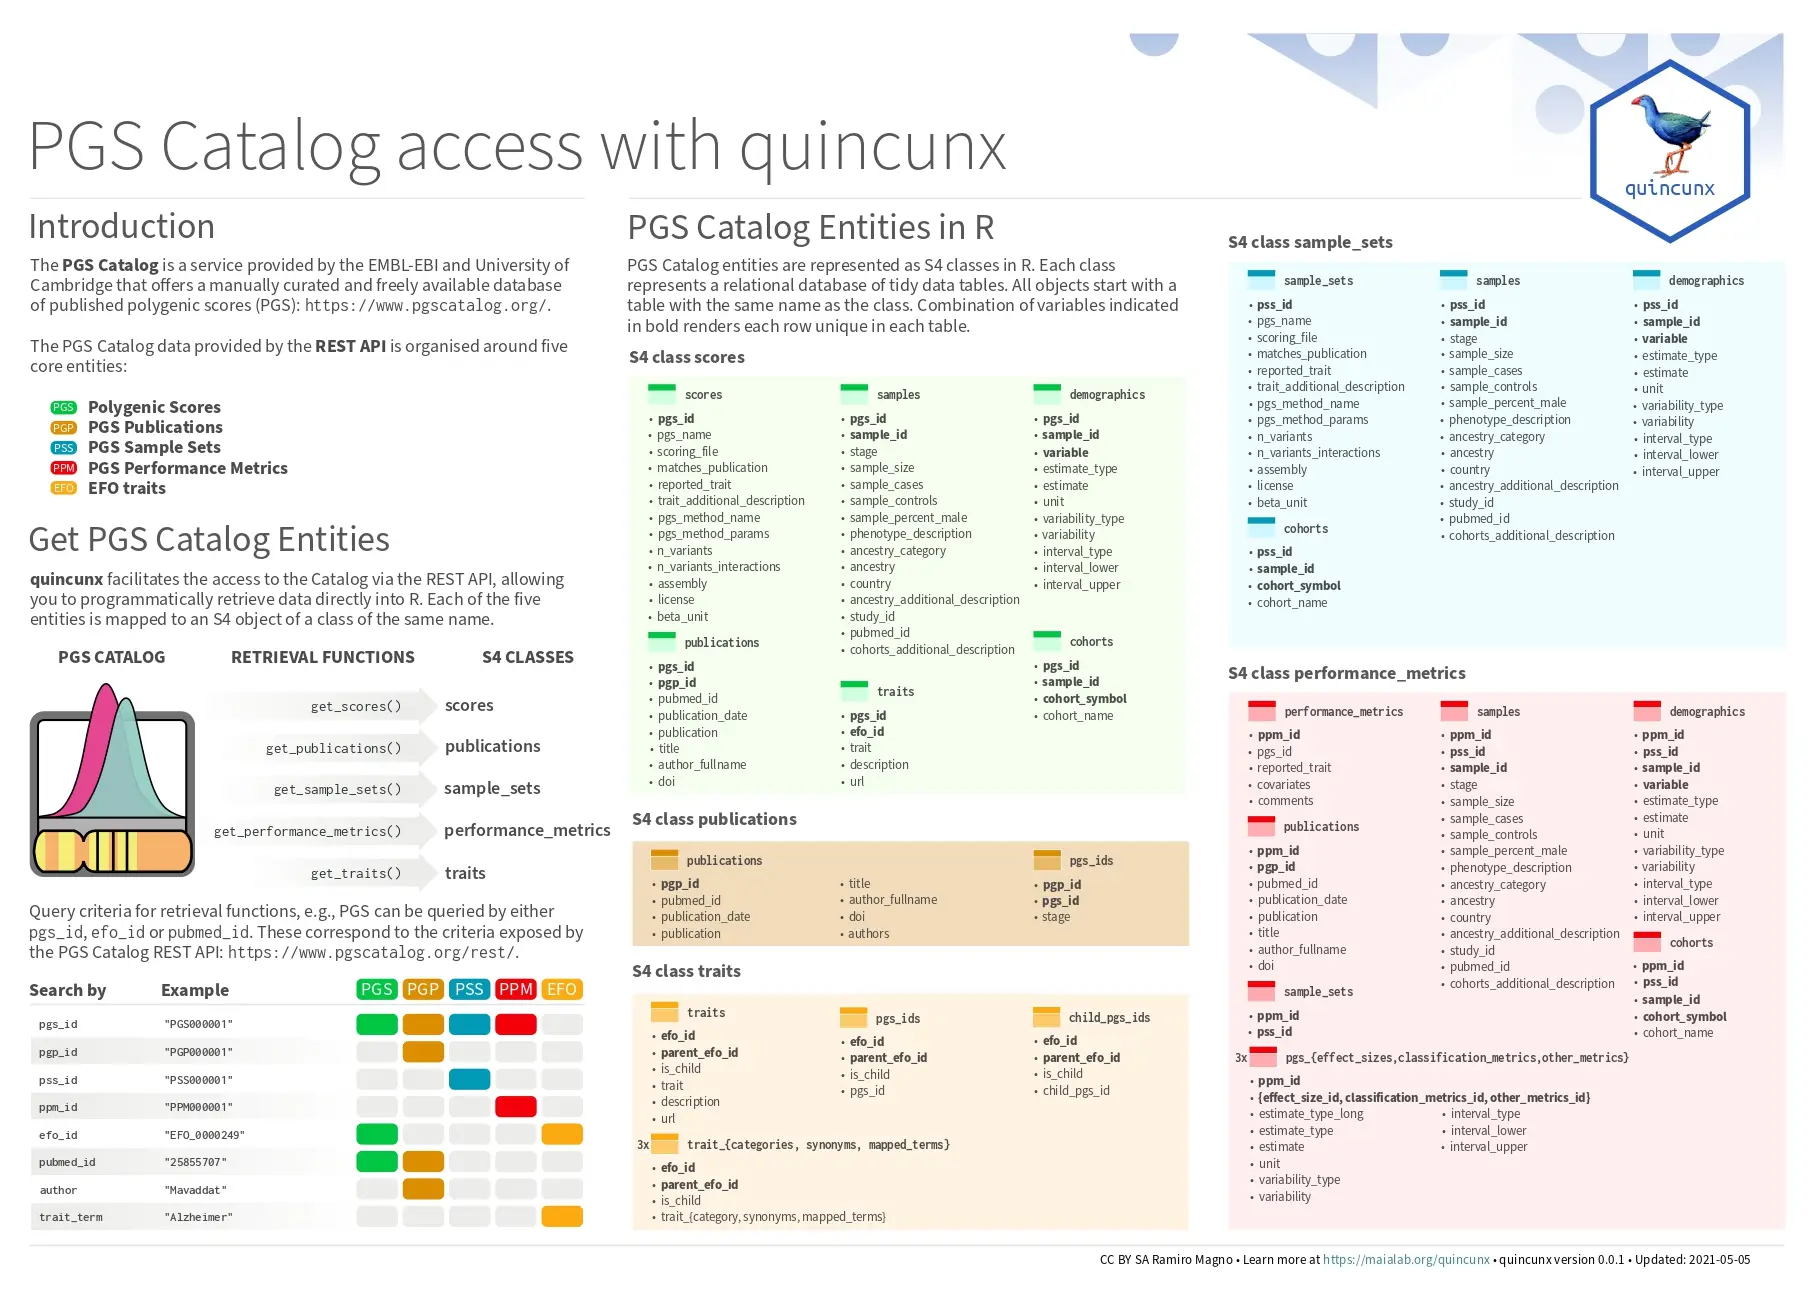 PGS Catalog access with quincunx
quincunx
Introduction
The PGS Catalog is a service provided by the EMBL-EBI and University of
Cambridge that offers a manually curated and freely available database
of published polygenic scores (PGS): https://www.pgscatalog.org/.
The PGS Catalog data provided by the REST API is organised around five
core entities:
PGS Polygenic Scores
PGP PGS Publications
PSS PGS Sample Sets
PPM PGS Performance Metrics
EFO EFO traits
Get PGS Catalog Entities
quincunx facilitates the access to the Catalog via the REST API, allowing
you to programmatically retrieve data directly into R. Each of the five
entities is mapped to an S4 object of a class of the same name.
PGS CATALOG RETRIEVAL FUNCTIONS S4 CLASSES
get_scores() scores
get_publications() publications
get_sample_sets() sample_sets
get_performance_metrics() performance_metrics
get_traits() traits
Query criteria for retrieval functions, e.g., PGS can be queried by either
pgs_id, efo_id or pubmed_id. These correspond to the criteria exposed by
the PGS Catalog REST API: https://www.pgscatalog.org/rest/.
Search by Example PGS PGP PSS PPM EFO
pgs_id "PGS000001"
pgp_id "PGP000001"
pss_id "PSS000001"
ppm_id "PPM000001"
efo_id "EFO_0000249"
pubmed_id "25855707"
author "Mavaddat"
trait_term "Alzheimer"
PGS Catalog Entities in R
PGS Catalog entities are represented as S4 classes in R. Each class
represents a relational database of tidy data tables. All objects start with a
table with the same name as the class. Combination of variables indicated
in bold renders each row unique in each table.
S4 class scores
scores
• pgs_id
• pgs_name
• scoring_file
• matches_publication
• reported_trait
• trait_additional_description
• pgs_method_name
• pgs_method_params
• n_variants
• n_variants_interactions
• assembly
• license
• beta_unit
publications
• pgs_id
• pgp_id
• pubmed_id
• publication_date
• publication
• title
• author_fullname
• doi
samples
• pgs_id
• sample_id
• stage
• sample_size
• sample_cases
• sample_controls
• sample_percent_male
• phenotype_description
• ancestry_category
• ancestry
• country
• ancestry_additional_description
• study_id
• pubmed_id
• cohorts_additional_description
traits
• pgs_id
• efo_id
• trait
• description
• url
demographics
• pgs_id
• sample_id
• variable
• estimate_type
• estimate
• unit
• variability_type
• variability
• interval_type
• interval_lower
• interval_upper
cohorts
• pgs_id
• sample_id
• cohort_symbol
• cohort_name
S4 class publications
publications
• pgp_id
• pubmed_id
• publication_date
• publication
• title
• author_fullname
• doi
• authors
pgs_ids
• pgp_id
• pgs_id
• stage
S4 class traits
traits
• efo_id
• parent_efo_id
• is_child
• trait
• description
• url
pgs_ids
• efo_id
• parent_efo_id
• is_child
• pgs_id
child_pgs_ids
• efo_id
• parent_efo_id
• is_child
• child_pgs_id
3x trait_{categories, synonyms, mapped_terms}
• efo_id
• parent_efo_id
• is_child
• trait_{category, synonyms, mapped_terms}
S4 class sample_sets
sample_sets
• pss_id
• pgs_name
• scoring_file
• matches_publication
• reported_trait
• trait_additional_description
• pgs_method_name
• pgs_method_params
• n_variants
• n_variants_interactions
• assembly
• license
• beta_unit
cohorts
• pss_id
• sample_id
• cohort_symbol
• cohort_name
samples
• pss_id
• sample_id
• stage
• sample_size
• sample_cases
• sample_controls
• sample_percent_male
• phenotype_description
• ancestry_category
• ancestry
• country
• ancestry_additional_description
• study_id
• pubmed_id
• cohorts_additional_description
demographics
• pss_id
• sample_id
• variable
• estimate_type
• estimate
• unit
• variability_type
• variability
• interval_type
• interval_lower
• interval_upper
S4 class performance_metrics
performance_metrics
• ppm_id
• pgs_id
• reported_trait
• covariates
• comments
publications
• ppm_id
• pgp_id
• pubmed_id
• publication_date
• publication
• title
• author_fullname
• doi
sample_sets
• ppm_id
• pss_id
samples
• ppm_id
• pss_id
• sample_id
• stage
• sample_size
• sample_cases
• sample_controls
• sample_percent_male
• phenotype_description
• ancestry_category
• ancestry
• country
• ancestry_additional_description
• study_id
• pubmed_id
• cohorts_additional_description
demographics
• ppm_id
• pss_id
• sample_id
• variable
• estimate_type
• estimate
• unit
• variability_type
• variability
• interval_type
• interval_lower
• interval_upper
cohorts
• ppm_id
• pss_id
• sample_id
• cohort_symbol
• cohort_name
3x pgs_{effect_sizes,classification_metrics,other_metrics}
• ppm_id
• {effect_size_id, classification_metrics_id, other_metrics_id}
• estimate_type_long
• estimate_type
• estimate
• unit
• variability_type
• variability
• interval_type
• interval_lower
• interval_upper
CC BY SA Ramiro Magno • Learn more at https://maialab.org/quincunx • quincunx version 0.0.1 • Updated: 2021-05-05